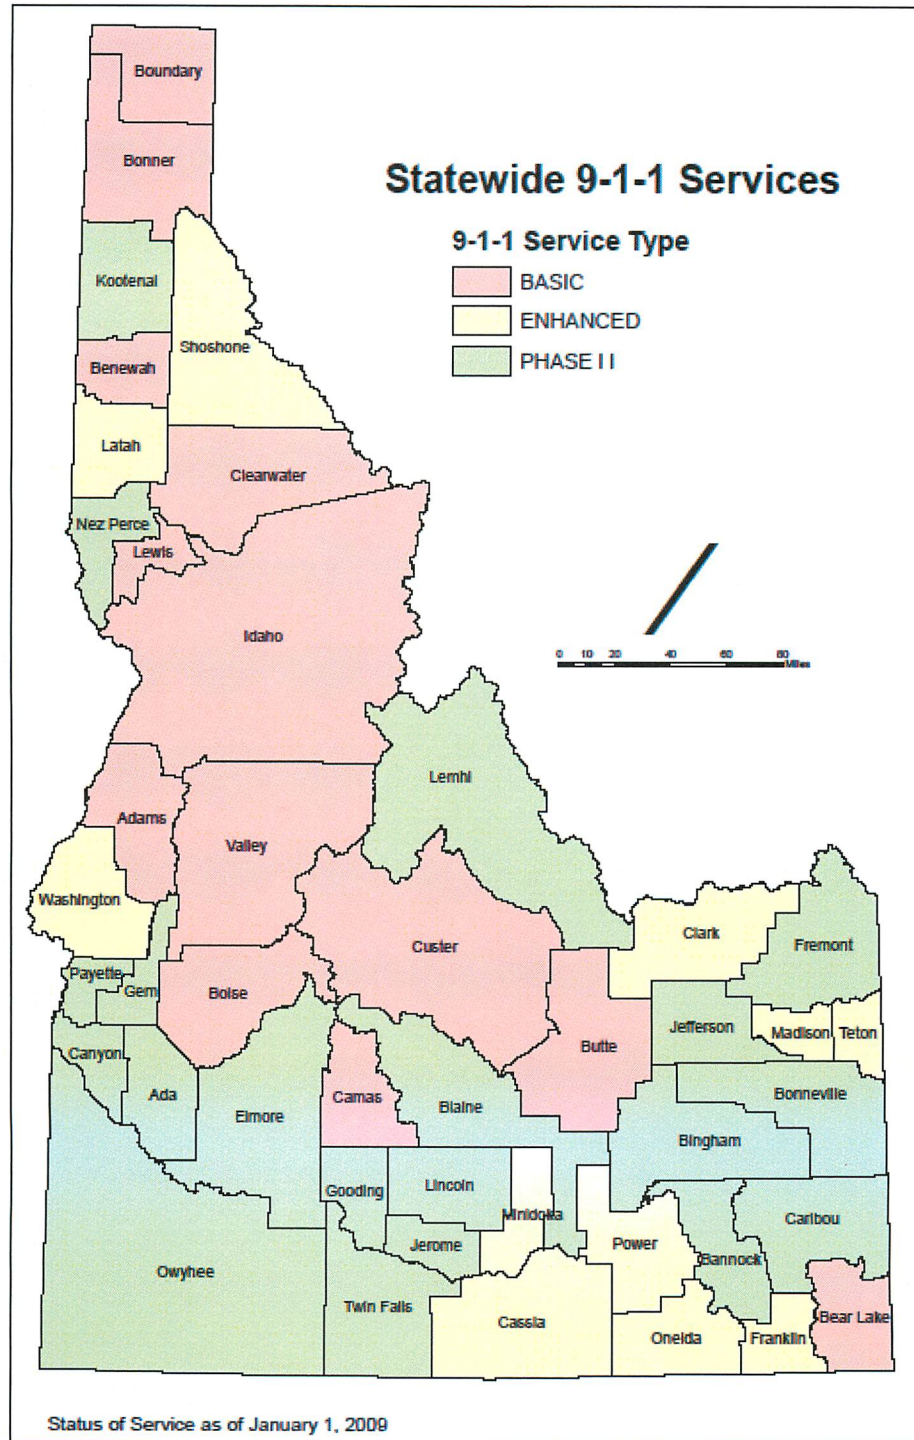 Boundary
Bonner
Statewide 9-1-1 Services
9-1-1 Service Type
BASIC
ENHANCED
PHASE I I
Kootenai
Shoshone
Benewah
Latah
Clearwater
Nez Perce
Lewis
Idaho
0 10 20 40 60 80
Miles
Lemhi
Adams
Valley
Washington
Custer
Clark
Fremont
Payette
Gem
Boise
Jefferson
Madison Teton
Butte
Canyon
Ada
Elmore
Camas
Blaine
Bonneville
Bingham
Gooding
Lincoln
Minidoka
Caribou
Jerome
Power
Bannock
Owyhee
Twin Falls
Cassia
Oneida
Franklin
Bear Lake
Status of Service as of January 1, 2009